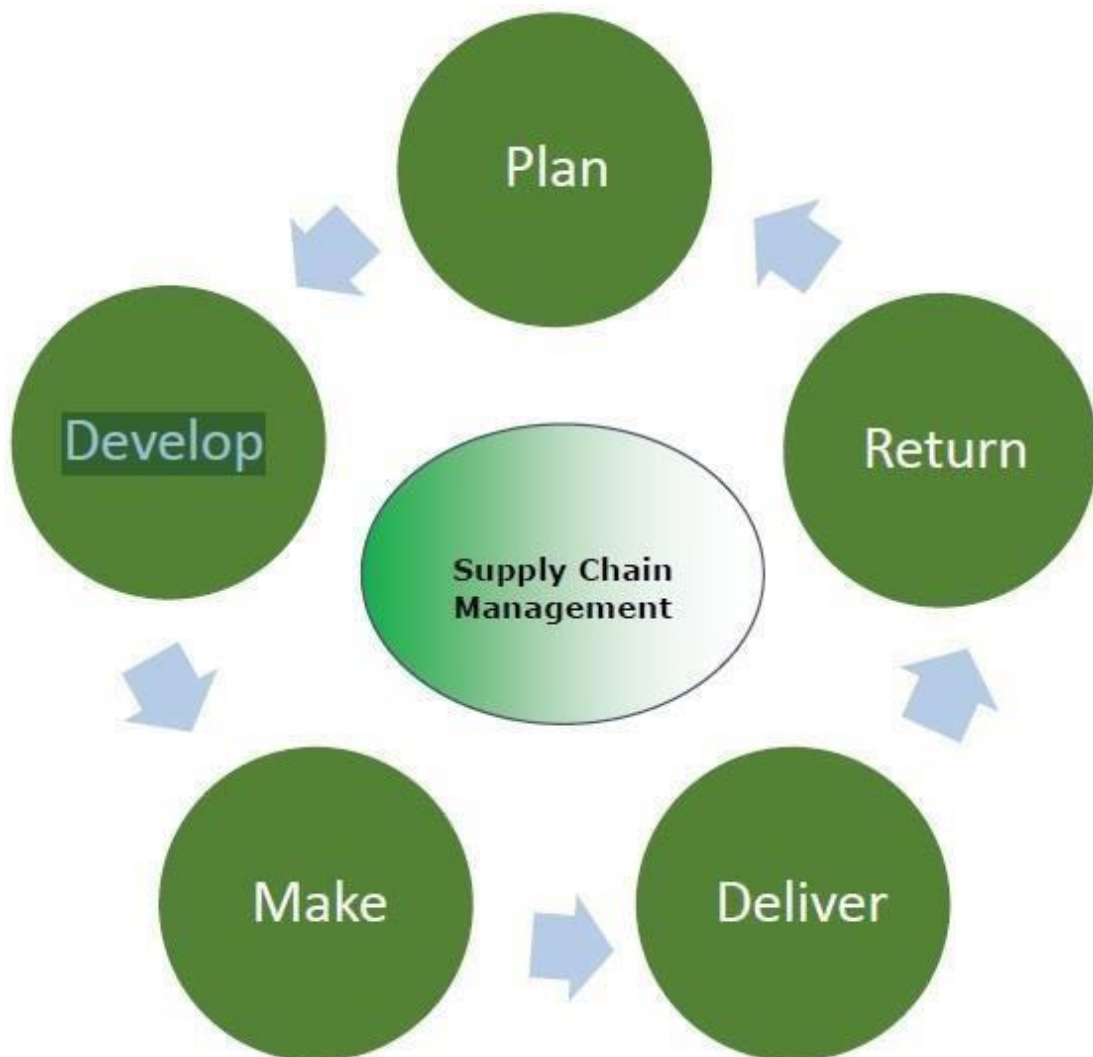 Plan
Develop
Return
Supply Chain
Management
Make
Deliver